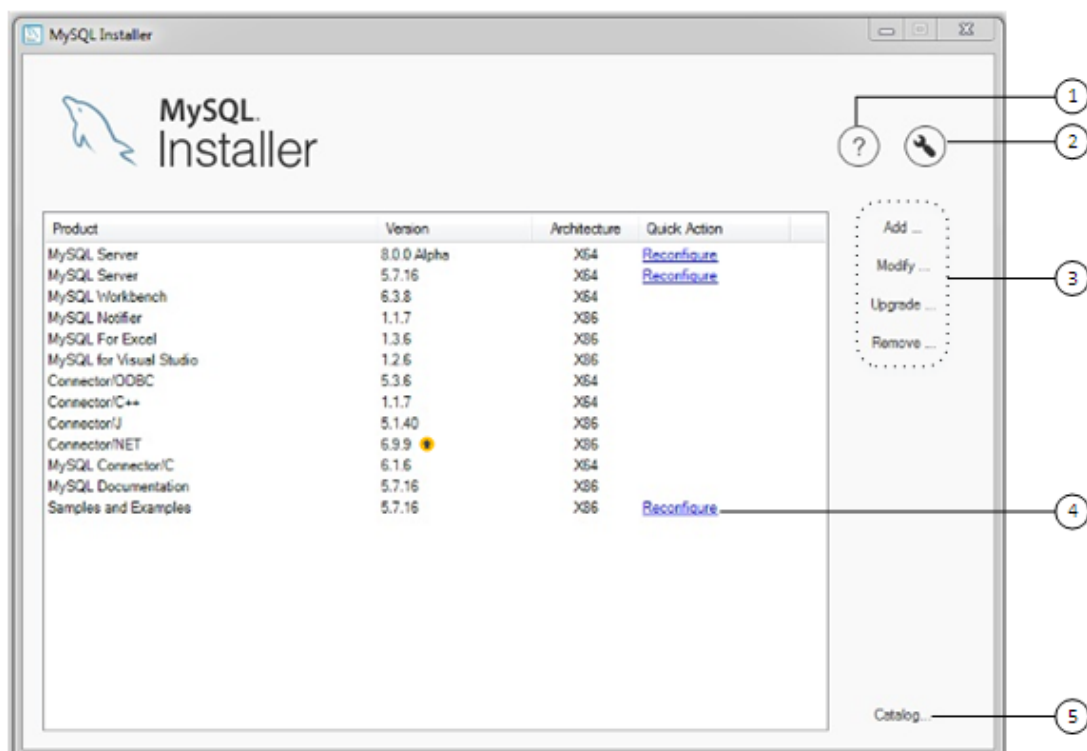 MySQL Installer
MySQL.
Installer
1
?
2
Product Version Architecture Quick Action
MySQL Server 8.0.0 Alpha X64 Reconfigure
MySQL Server 5.7.16 X64 Reconfigure
MySQL Workbench 6.3.8 X64
MySQL Notifier 1.1.7 X86
MySQL For Excel 1.3.6 X86
MySQL for Visual Studio 1.2.6 X86
Connector/ODBC 5.3.6 X64
Connector/C++ 1.1.7 X64
Connector/J 5.1.40 X86
Connector/NET 6.9.9 X86
MySQL Connector/C 6.1.6 X64
MySQL Documentation 5.7.16 X86
Samples and Examples 5.7.16 X86 Reconfigure
Add ...
Modify ...
Upgrade ...
Remove ...
3
4
Catalog...
5